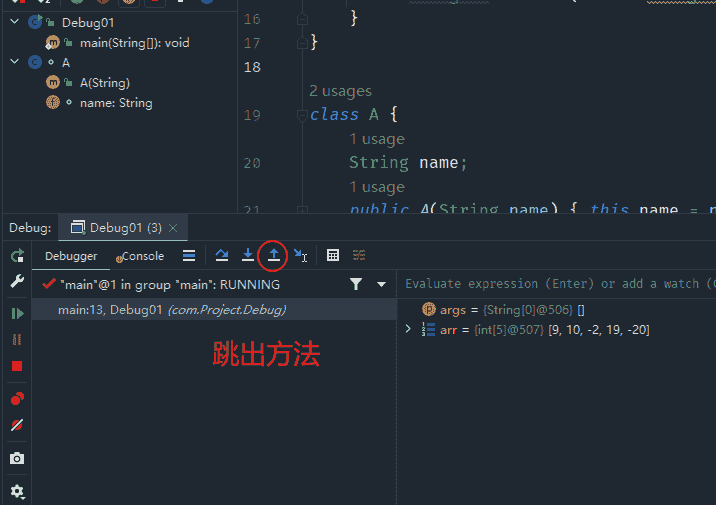 Debug01
main(String[]): void
A
A(String)
name: String
16 }
17 }
18
2 usages
19 class A {
1 usage
20 String name;
1 usage
21 public A(String name) { this.name = n
Debug: Debug01 (3)
Debugger Console
"main"@1 in group "main": RUNNING
main:13, Debug01 (com.Project.Debug)
跳出方法
Evaluate expression (Enter) or add a watch (
args = {String[0]@506} []
arr = {int[5]@507} [9, 10, -2, 19, -20]